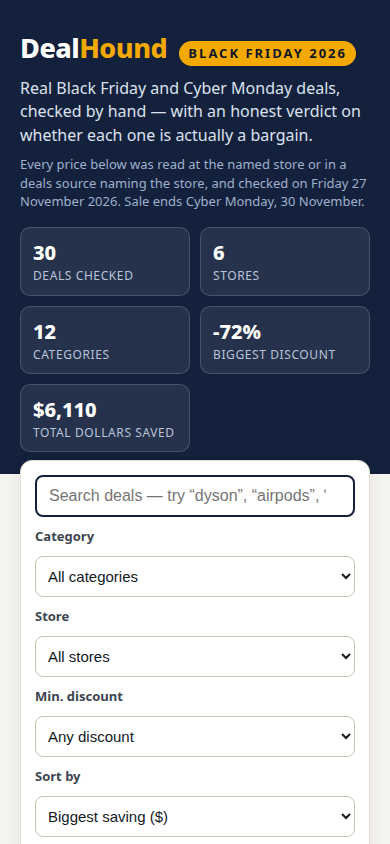 DealHound BLACK FRIDAY 2026
Real Black Friday and Cyber Monday deals,
checked by hand — with an honest verdict on
whether each one is actually a bargain.
Every price below was read at the named store or in a
deals source naming the store, and checked on Friday 27
November 2026. Sale ends Cyber Monday, 30 November.
30
DEALS CHECKED
6
STORES
12
CATEGORIES
-72%
BIGGEST DISCOUNT
$6,110
TOTAL DOLLARS SAVED
Search deals — try “dyson”, “airpods”, ‘
Category
All categories
Store
All stores
Min. discount
Any discount
Sort by
Biggest saving ($)